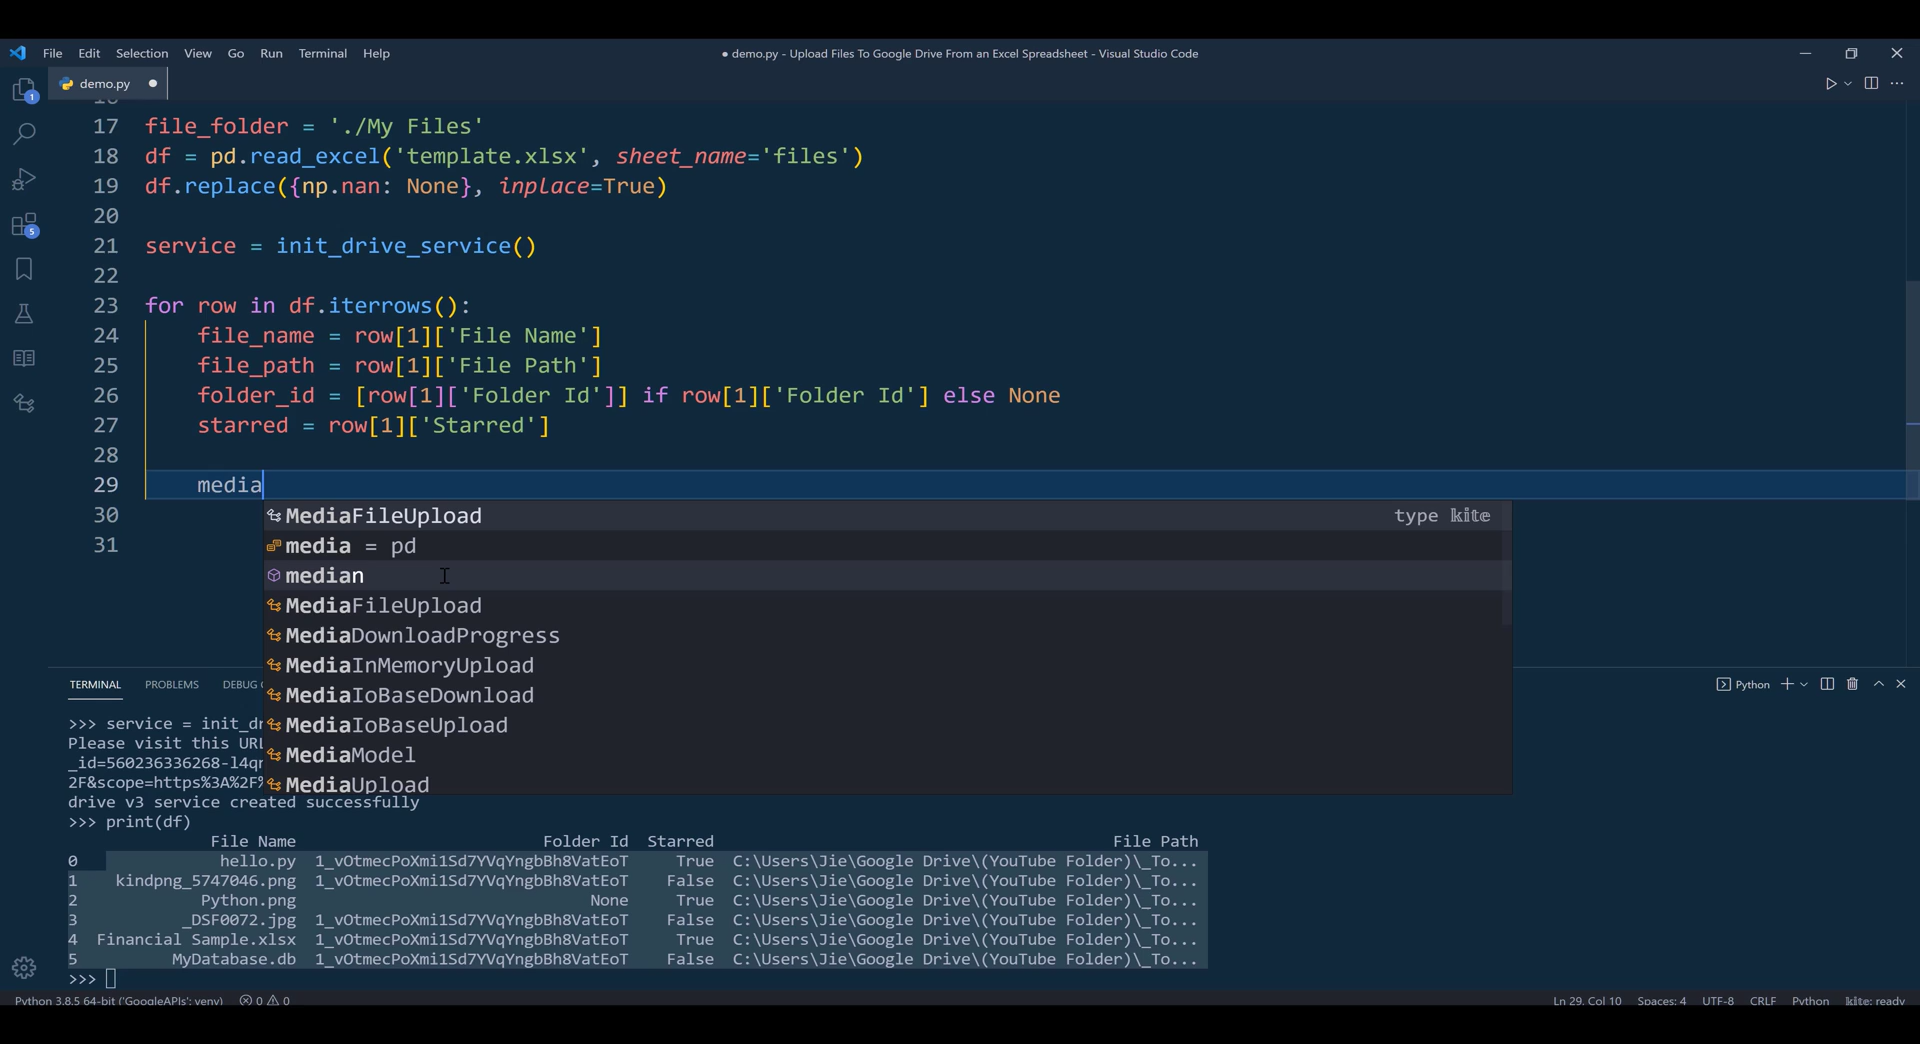 File Edit Selection View Go Run Terminal Help
● demo.py - Upload Files To Google Drive From an Excel Spreadsheet - Visual Studio Code
demo.py
1
5
17 file_folder = './My Files'
18 df = pd.read_excel('template.xlsx', sheet_name='files')
19 df.replace({np.nan: None}, inplace=True)
20
21 service = init_drive_service()
22
23 for row in df.iterrows():
24 file_name = row[1]['File Name']
25 file_path = row[1]['File Path']
26 folder_id = [row[1]['Folder Id']] if row[1]['Folder Id'] else None
27 starred = row[1]['Starred']
28
29 media
30
31
MediaFileUpload type kite
media = pd
median
MediaFileUpload
MediaDownloadProgress
MediaInMemoryUpload
MediaIoBaseDownload
MediaIoBaseUpload
MediaModel
MediaUpload
TERMINAL PROBLEMS DEBUG
Python
>>> service = init_dr
Please visit this URL
_id=560236336268-l4qr
2F&scope=https%3A%2F%
drive v3 service created successfully
>>> print(df)
File Name Folder Id Starred File Path
0 hello.py 1_vOtmecPoXmi1Sd7YVqYngbBh8VatEoT True C:\Users\Jie\Google Drive\(YouTube Folder)\_To...
1 kindpng_5747046.png 1_vOtmecPoXmi1Sd7YVqYngbBh8VatEoT False C:\Users\Jie\Google Drive\(YouTube Folder)\_To...
2 Python.png None True C:\Users\Jie\Google Drive\(YouTube Folder)\_To...
3 _DSF0072.jpg 1_vOtmecPoXmi1Sd7YVqYngbBh8VatEoT False C:\Users\Jie\Google Drive\(YouTube Folder)\_To...
4 Financial Sample.xlsx 1_vOtmecPoXmi1Sd7YVqYngbBh8VatEoT True C:\Users\Jie\Google Drive\(YouTube Folder)\_To...
5 MyDatabase.db 1_vOtmecPoXmi1Sd7YVqYngbBh8VatEoT False C:\Users\Jie\Google Drive\(YouTube Folder)\_To...
>>>
Python 3.8.5 64-bit ('GoogleAPIs': venv) 0 0 Ln 29, Col 10 Spaces: 4 UTF-8 CRLF Python kite: ready